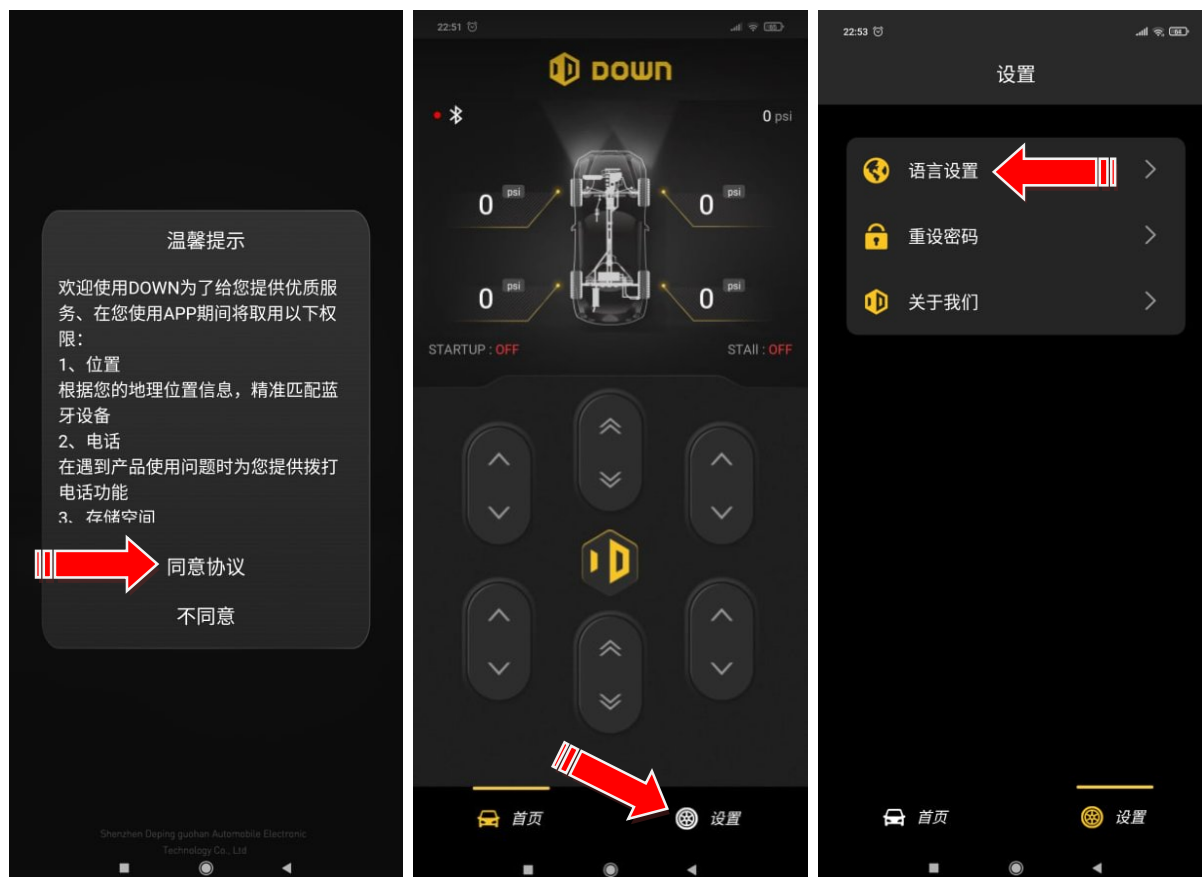 温馨提示
欢迎使用DOWN为了给您提供优质服
务、在您使用APP期间将取用以下权
限：
1、位置
根据您的地理位置信息，精准匹配蓝
牙设备
2、电话
在遇到产品使用问题时为您提供拨打
电话功能
3、存储空间
同意协议
不同意
Shenzhen Deping guohan Automobile Electronic
Technology Co., Ltd
22:51
65
DOWN
0 psi
0 psi
0 psi
0 psi
0 psi
STARTUP : OFF
STAll : OFF
首页
设置
22:53
64
设置
语言设置
重设密码
关于我们
首页
设置